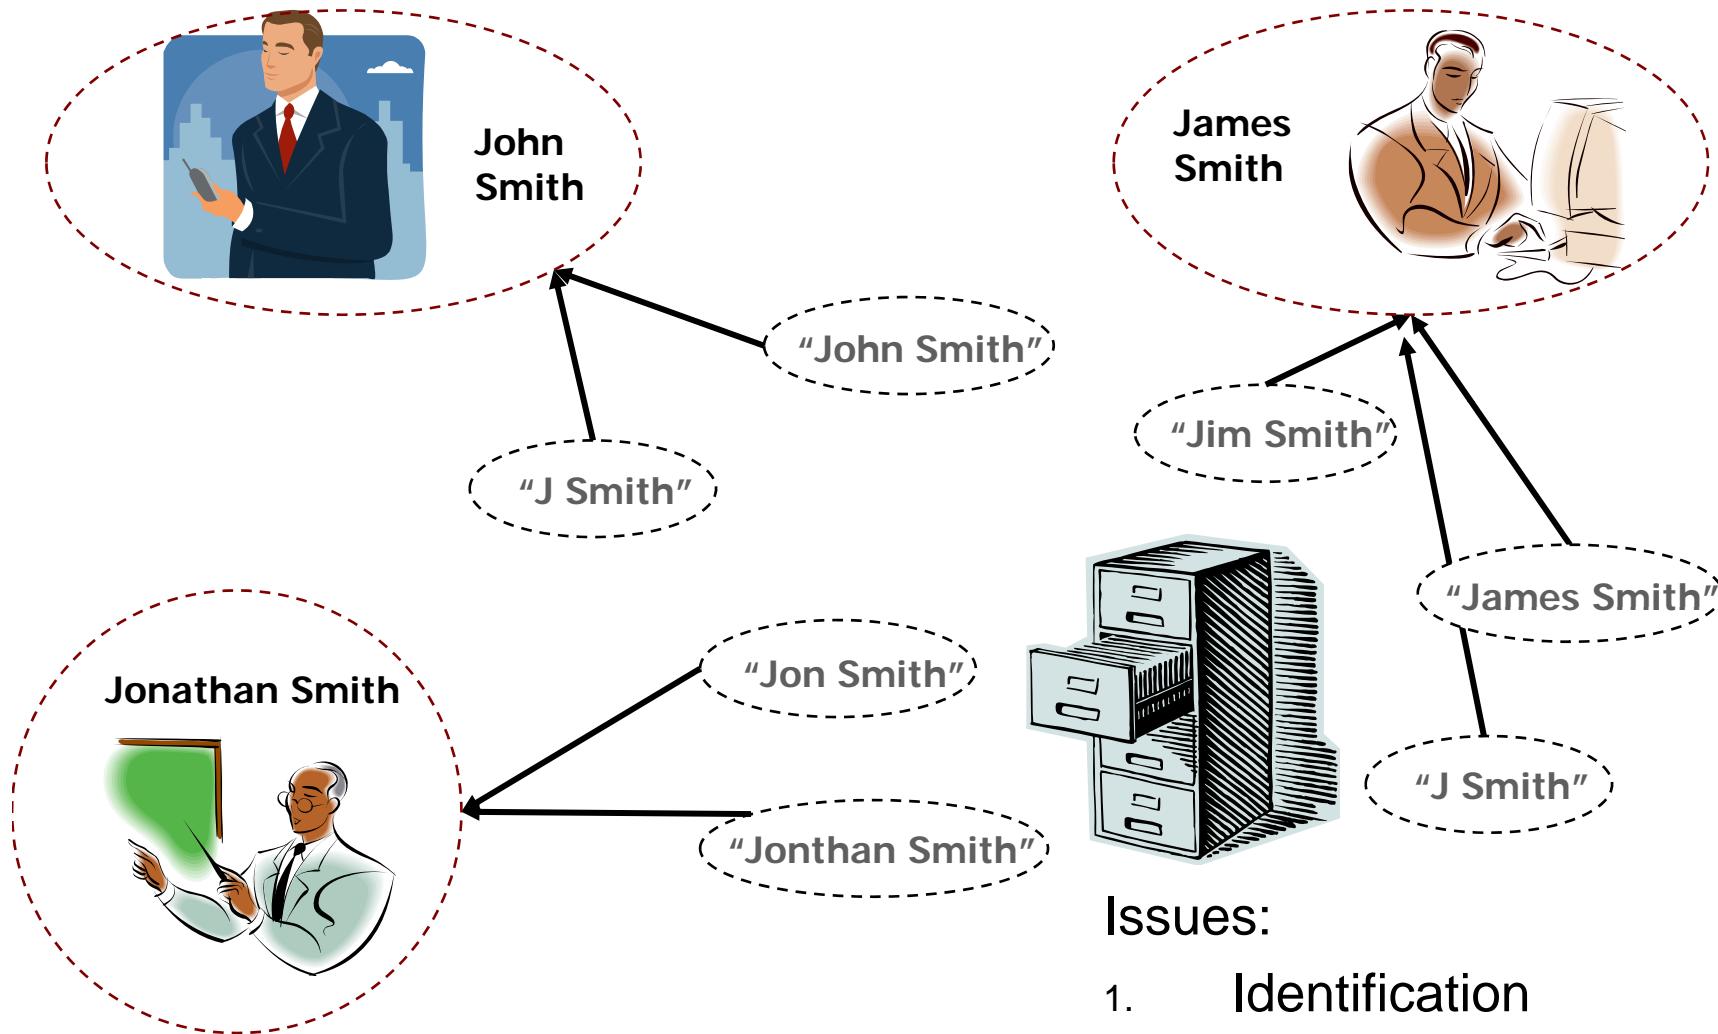 John
Smith
James
Smith
“John Smith”
“Jim Smith”
“J Smith”
“James Smith”
“Jon Smith”
Jonathan Smith
“J Smith”
“Jonthan Smith”
Issues:
1. Identification